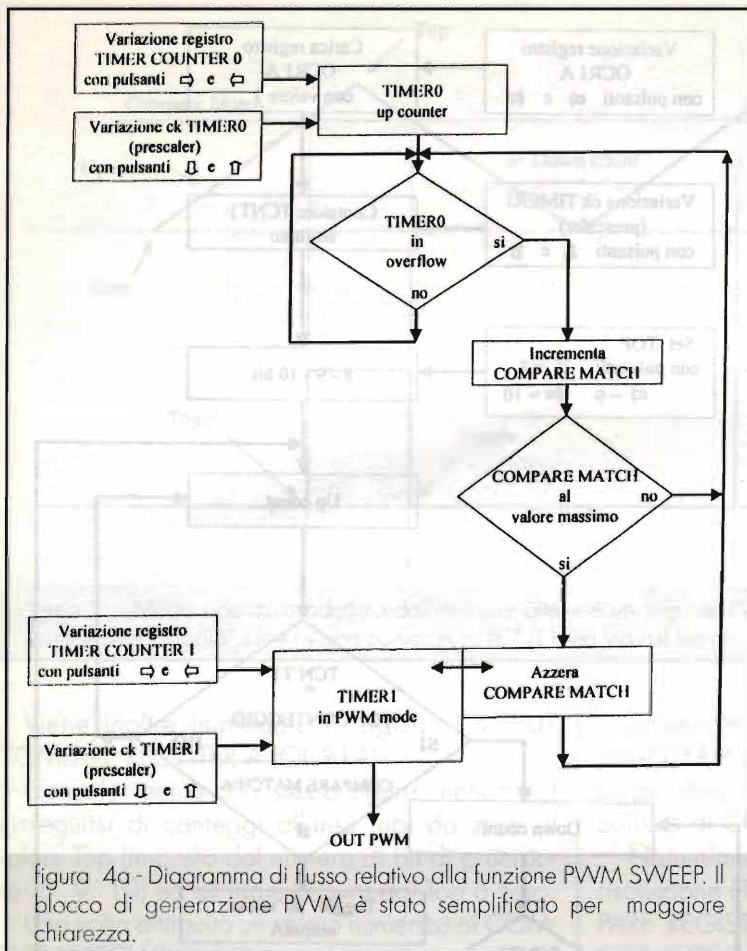 Variazione registro
TIMER COUNTER 0
con pulsanti ⇨ e ⇦
TIMER0
up counter
Variazione ck TIMER0
(prescaler)
con pulsanti ⇩ e ⇧
TIMER0
in
overflow
si
no
Incrementa
COMPARE MATCH
COMPARE MATCH
al
valore massimo
no
si
Variazione registro
TIMER COUNTER 1
con pulsanti ⇨ e ⇦
TIMER1
in PWM mode
Azzera
COMPARE MATCH
Variazione ck TIMER1
(prescaler)
con pulsanti ⇩ e ⇧
OUT PWM
figura 4a - Diagramma di flusso relativo alla funzione PWM SWEEP. Il
blocco di generazione PWM è stato semplificato per maggiore
chiarezza.